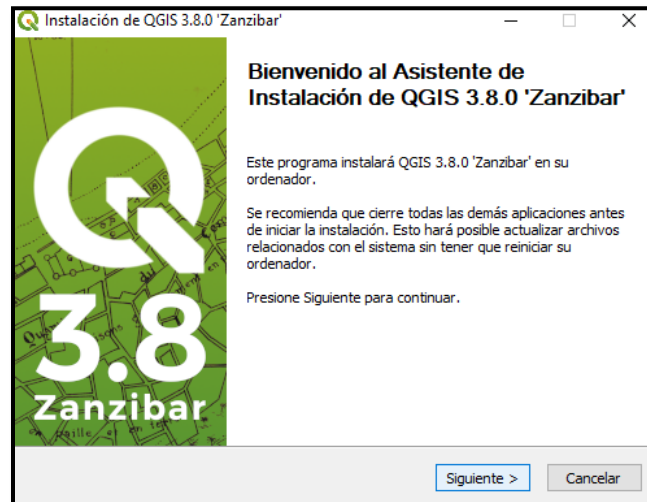 Instalación de QGIS 3.8.0 'Zanzibar'
Bienvenido al Asistente de
Instalación de QGIS 3.8.0 'Zanzibar'
Este programa instalará QGIS 3.8.0 'Zanzibar' en su
ordenador.
Se recomienda que cierre todas las demás aplicaciones antes
de iniciar la instalación. Esto hará posible actualizar archivos
relacionados con el sistema sin tener que reiniciar su
ordenador.
Presione Siguiente para continuar.
3.8
Zanzibar
Siguiente >
Cancelar